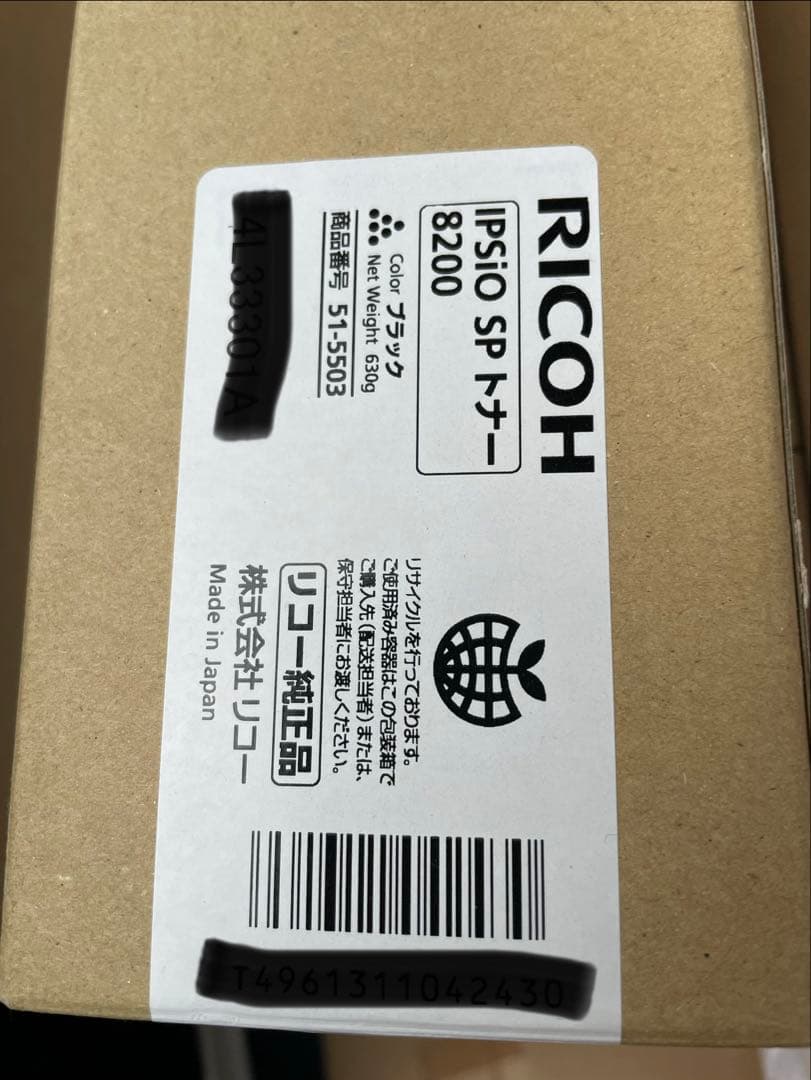 RICOH
IPSiO SP トナー
8200
Color ブラック
Net Weight 630g
商品番号 51-5503
4L33301A
リサイクルを行っております。
ご使用済み容器はこの包装箱で
ご購入先(配送担当者)または、
保守担当者にお渡しください。
リコー純正品
株式会社 リコー
Made in Japan
T4961311042430